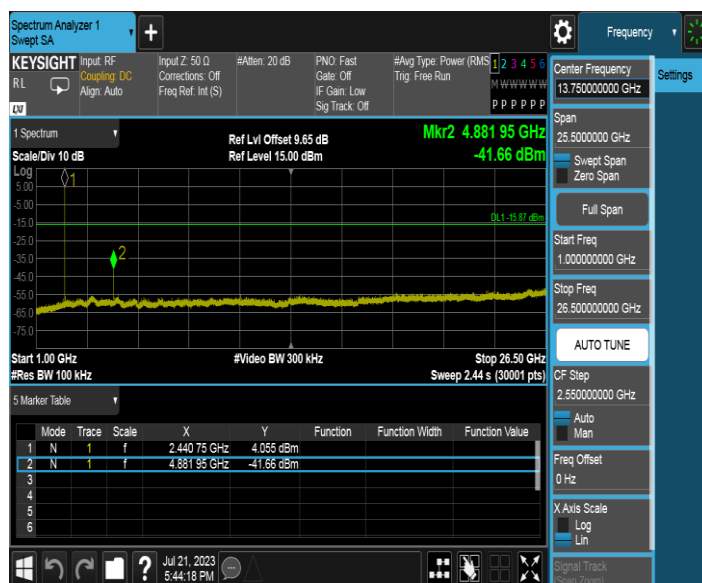 Spectrum Analyzer 1
Swept SA
Frequency
KEYSIGHT
RL
LXI
Input: RF
Coupling: DC
Align: Auto
Input Z: 50 Ω
Corrections: Off
Freq Ref: Int (S)
#Atten: 20 dB
PNO: Fast
Gate: Off
IF Gain: Low
Sig Track: Off
#Avg Type: Power (RMS
Trig: Free Run
1 2 3 4 5 6
M W W W W W
P P P P P P
Center Frequency
13.750000000 GHz
Settings
Span
25.5000000 GHz
Swept Span
Zero Span
Full Span
Start Freq
1.000000000 GHz
Stop Freq
26.500000000 GHz
AUTO TUNE
CF Step
2.550000000 GHz
Auto
Man
Freq Offset
0 Hz
X Axis Scale
Log
Lin
Signal Track
(Span Zoom)
1 Spectrum
Scale/Div 10 dB
Ref Lvl Offset 9.65 dB
Ref Level 15.00 dBm
Mkr2 4.881 95 GHz
-41.66 dBm
Log
5.00
-5.00
-15.0
-25.0
-35.0
-45.0
-55.0
-65.0
-75.0
1
2
DL1 -15.87 dBm
Start 1.00 GHz
#Res BW 100 kHz
#Video BW 300 kHz
Stop 26.50 GHz
Sweep 2.44 s (30001 pts)
5 Marker Table
Mode Trace Scale X Y Function Function Width Function Value
1 N 1 f 2.440 75 GHz 4.055 dBm
2 N 1 f 4.881 95 GHz -41.66 dBm
3
4
5
6
? Jul 21, 2023
5:44:18 PM